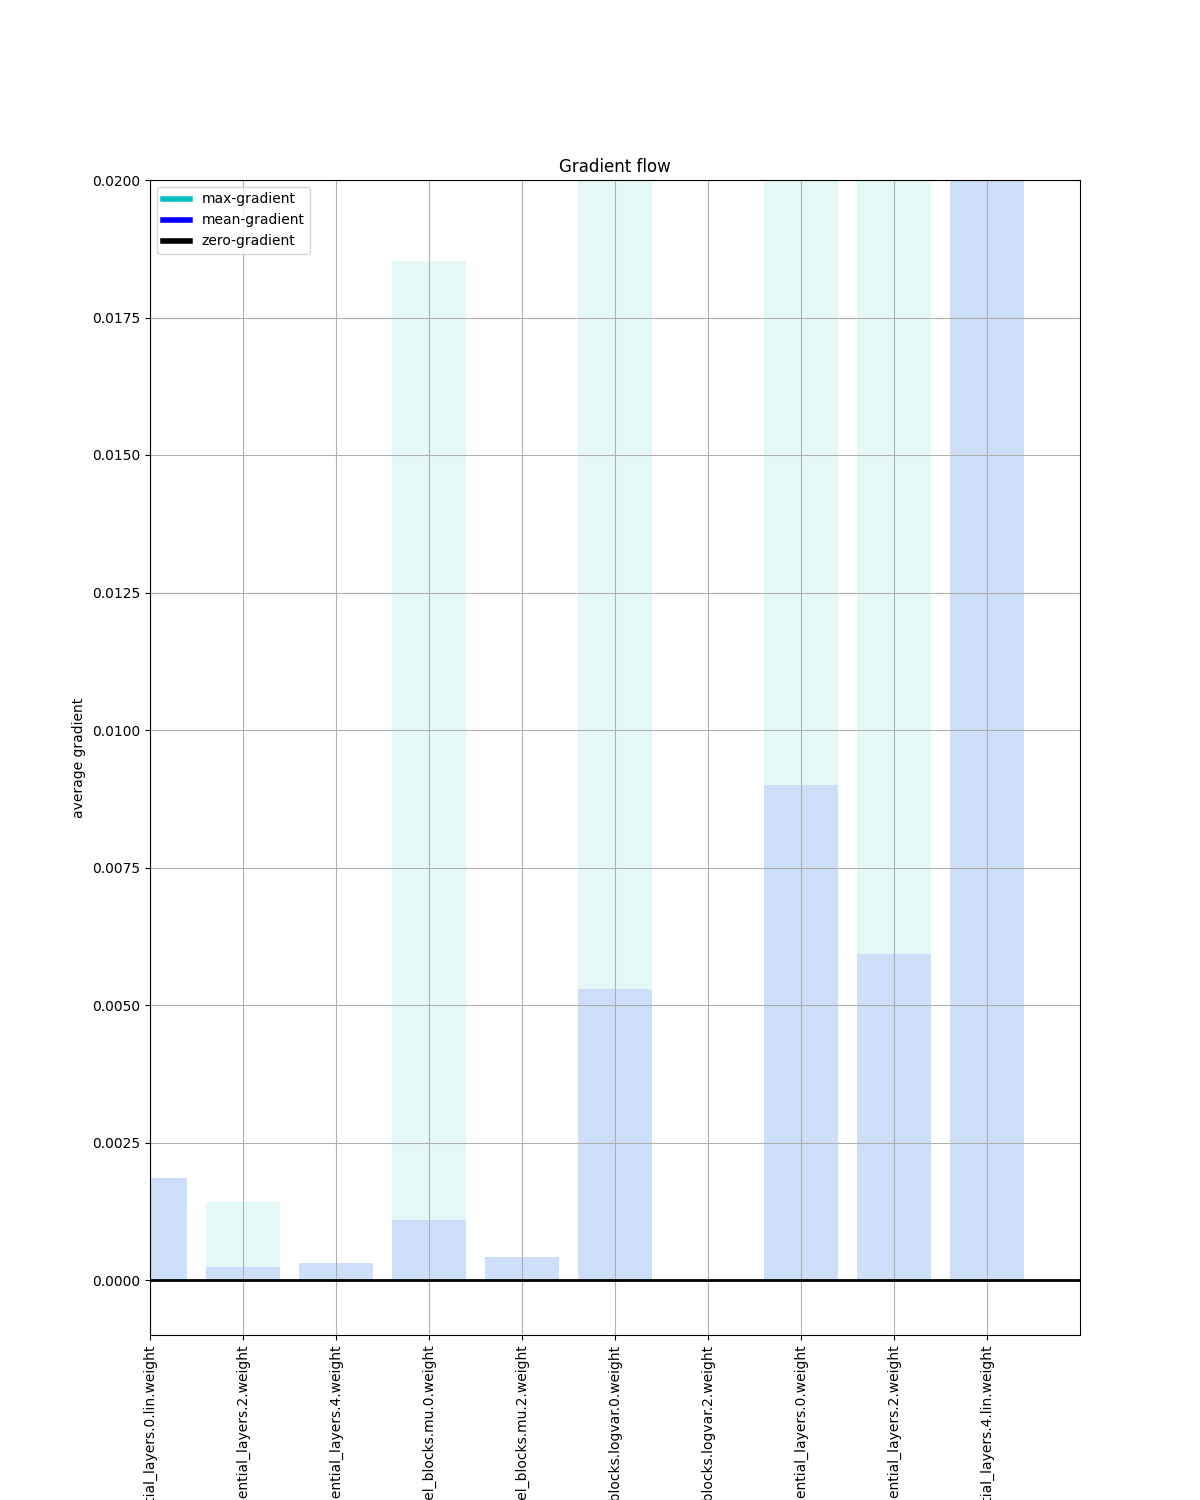 Gradient flow
max-gradient
mean-gradient
zero-gradient
0.0200
0.0175
0.0150
0.0125
0.0100
0.0075
0.0050
0.0025
0.0000
average gradient
tial_layers.0.lin.weight
ential_layers.2.weight
ential_layers.4.weight
el_blocks.mu.0.weight
el_blocks.mu.2.weight
blocks.logvar.0.weight
blocks.logvar.2.weight
ential_layers.0.weight
ential_layers.2.weight
tial_layers.4.lin.weight